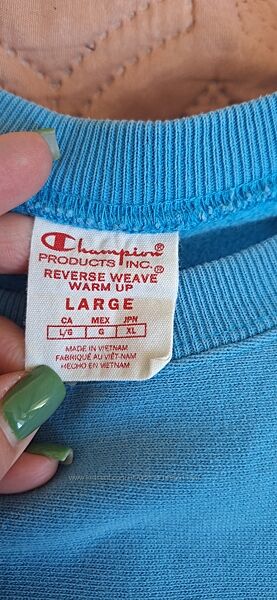 Champion®
PRODUCTS INC.®
REVERSE WEAVE®
WARM UP
LARGE
CA MEX JPN
L/G G XL
MADE IN VIETNAM
FABRIQUÉ AU VIÊT-NAM
HECHO EN VIETNAM